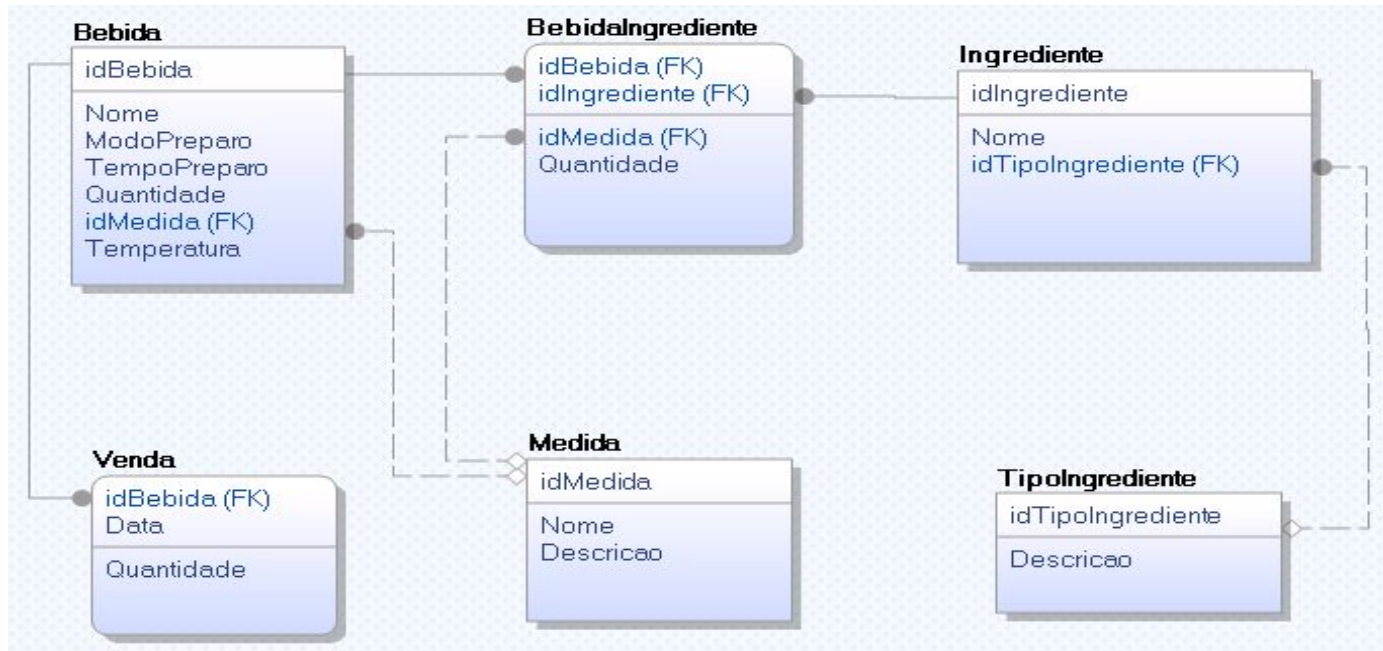 Bebida
idBebida
Nome
ModoPreparo
TempoPreparo
Quantidade
idMedida (FK)
Temperatura
BebidaIngrediente
idBebida (FK)
idIngrediente (FK)
idMedida (FK)
Quantidade
Ingrediente
idIngrediente
Nome
idTipoIngrediente (FK)
Venda
idBebida (FK)
Data
Quantidade
Medida
idMedida
Nome
Descricao
TipoIngrediente
idTipoIngrediente
Descricao